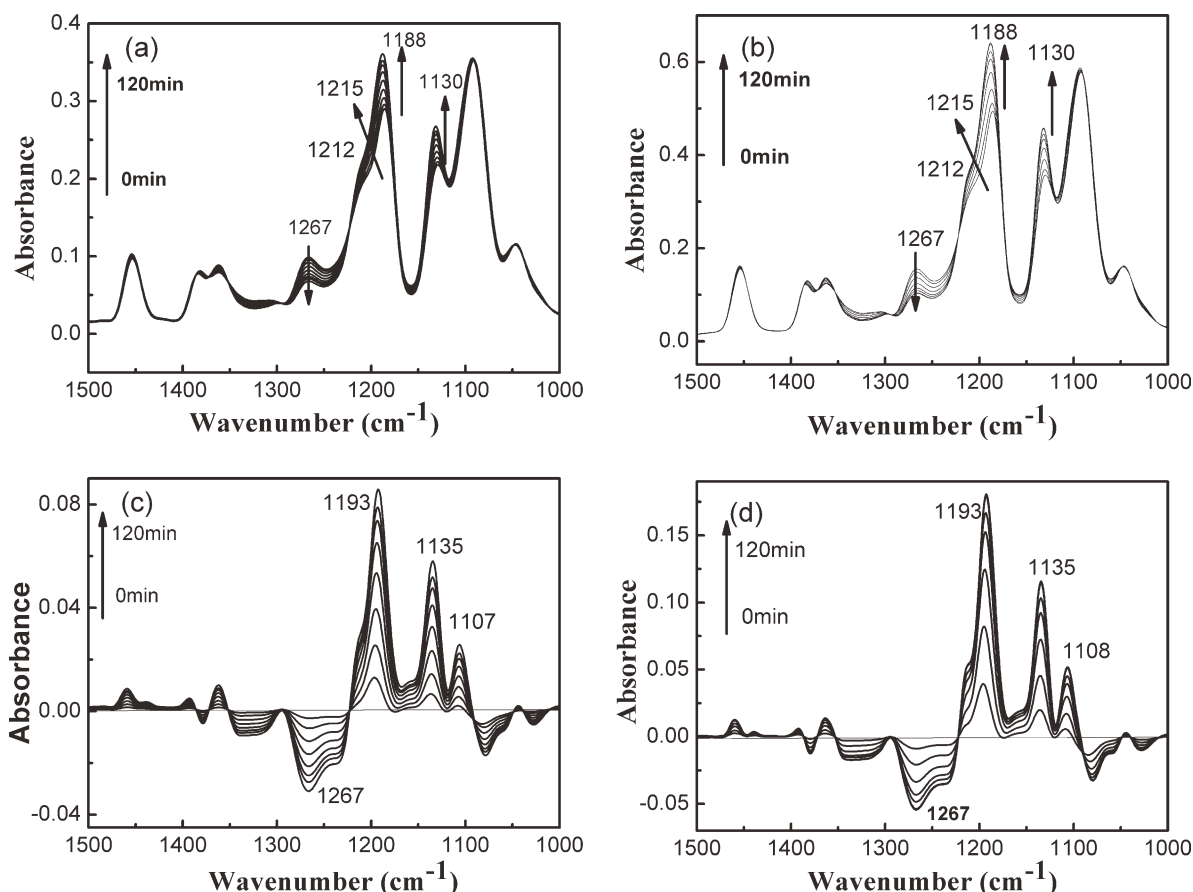 (a)
120min
0min
1188
1215
1130
1212
1267
0.4
0.3
0.2
0.1
0.0
Absorbance
1500 1400 1300 1200 1100 1000
Wavenumber (cm-1)
(b)
120min
0min
1188
1130
1215
1212
1267
0.6
0.4
0.2
0.0
Absorbance
1500 1400 1300 1200 1100 1000
Wavenumber (cm-1)
(c)
120min
0min
1193
1135
1107
1267
0.08
0.04
0.00
-0.04
Absorbance
1500 1400 1300 1200 1100 1000
Wavenumber (cm-1)
(d)
120min
0min
1193
1135
1108
1267
0.15
0.10
0.05
0.00
-0.05
Absorbance
1500 1400 1300 1200 1100 1000
Wavenumber (cm-1)